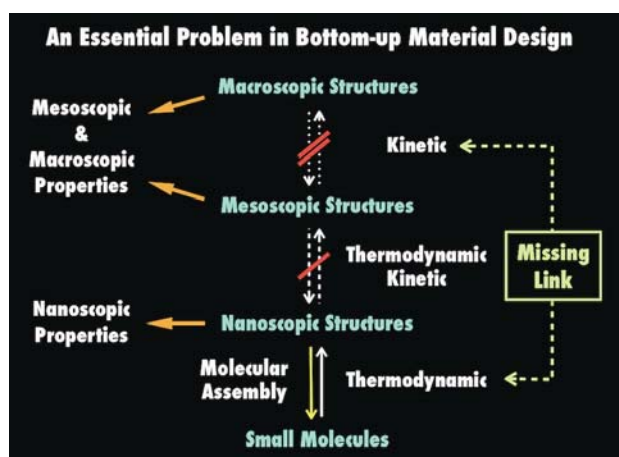 An Essential Problem in Bottom-up Material Design
Macroscopic Structures
Mesoscopic
&
Macroscopic
Properties
Kinetic
Mesoscopic Structures
Thermodynamic
Kinetic
Missing
Link
Nanoscopic
Properties
Nanoscopic Structures
Molecular
Assembly
Thermodynamic
Small Molecules